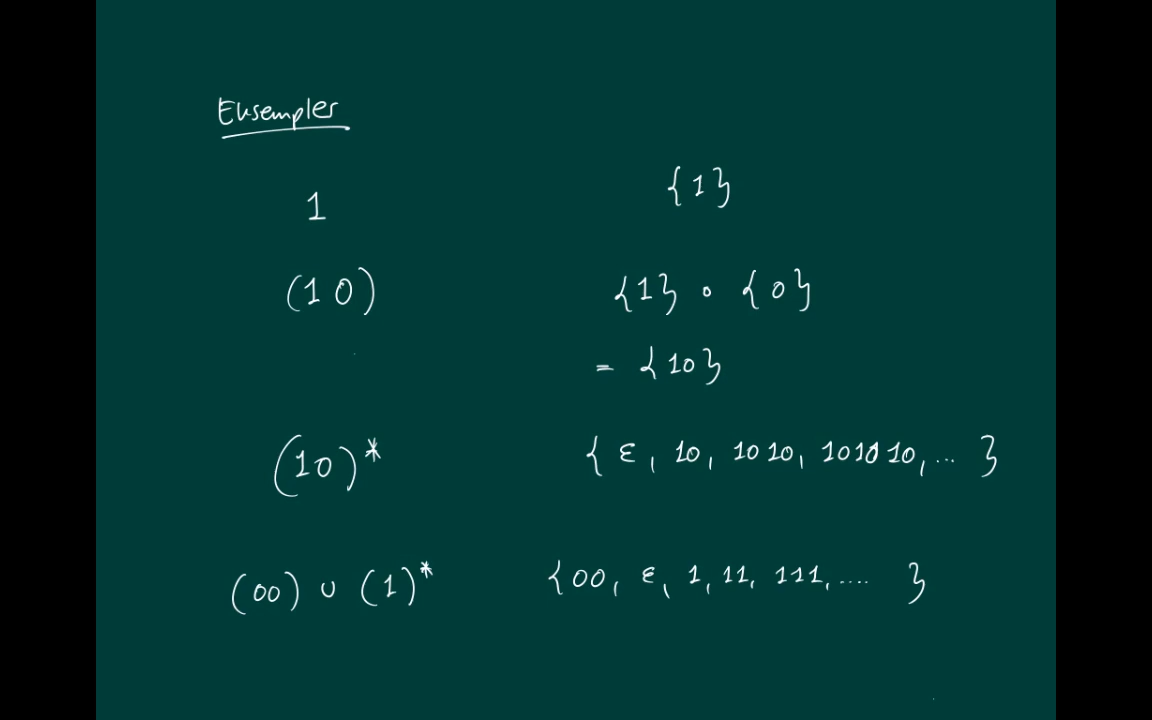 Eksempler
1 {1}
(10) {1} ∘ {0}
= {10}
(10)* { ε, 10, 1010, 101010, ... }
(00) ∪ (1)* {00, ε, 1, 11, 111, .... }